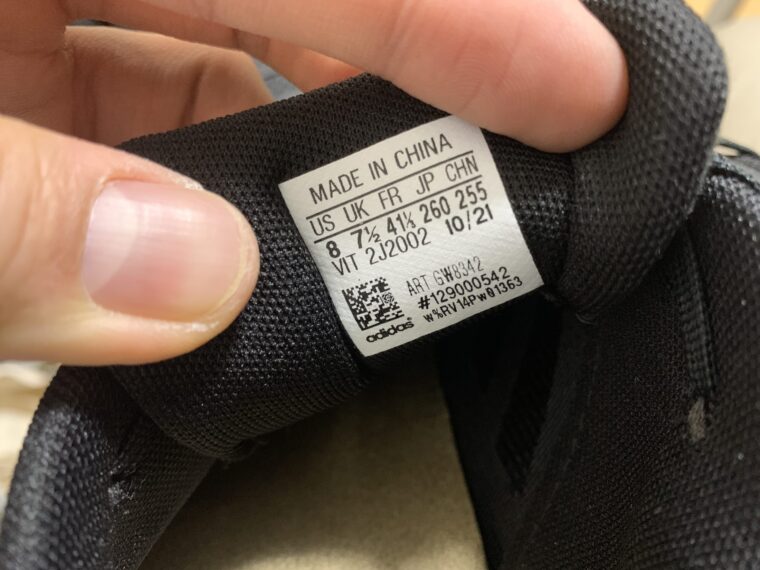 MADE IN CHINA
US UK FR JP CHN
8 7½ 41⅓ 260 255
VIT 2J2002 10/21
ART GW8342
#129000542
w%RV14Pw01363
adidas